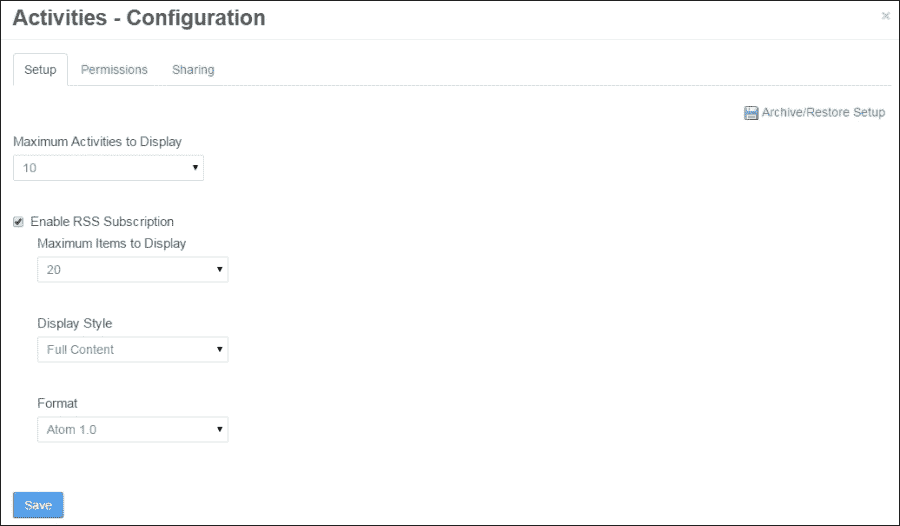 Activities - Configuration
×
Setup Permissions Sharing
Archive/Restore Setup
Maximum Activities to Display
10
Enable RSS Subscription
Maximum Items to Display
20
Display Style
Full Content
Format
Atom 1.0
Save